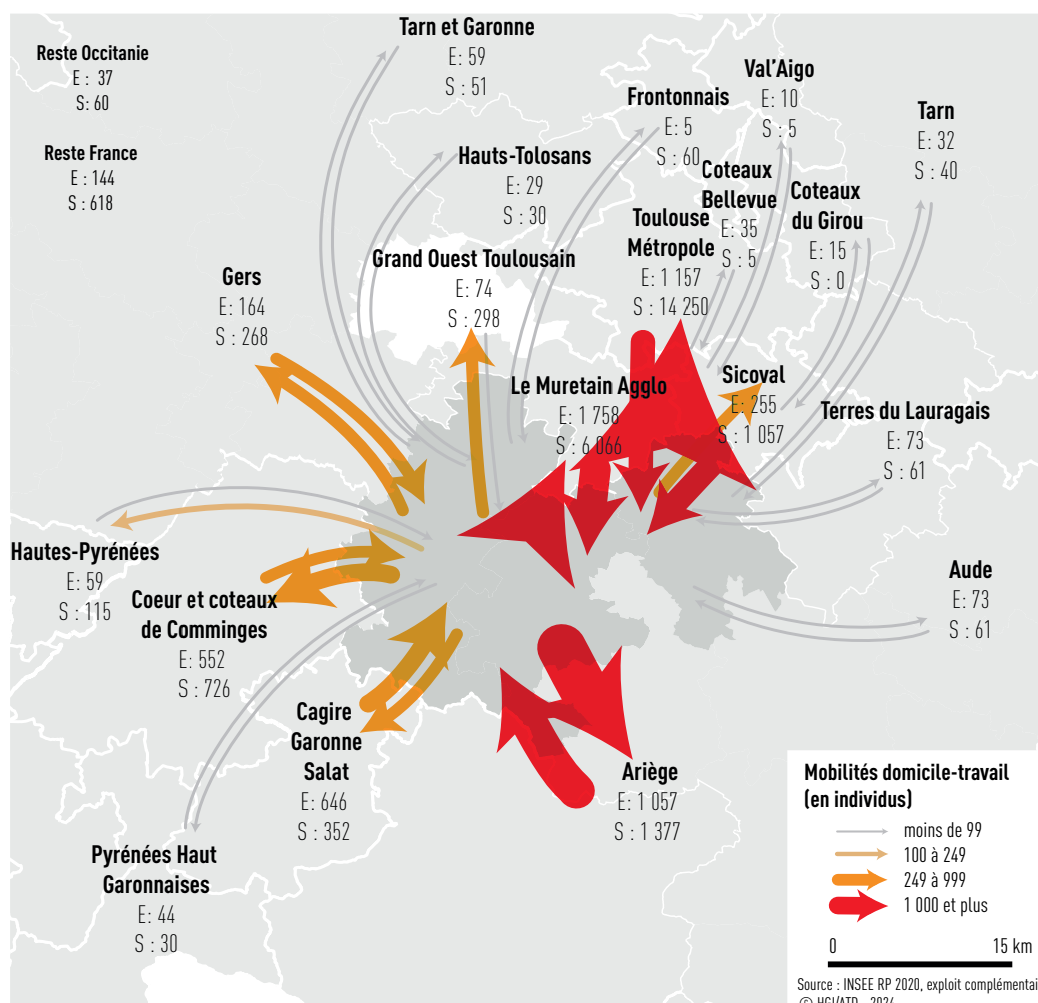 Reste Occitanie
E : 37
S: 60
Reste France
E : 144
S : 618
Tarn et Garonne
E: 59
S : 51
Hauts-Tolosans
E : 29
S : 30
Frontonnais
E : 5
S : 60
Val'Aigo
E: 10
S : 5
Tarn
E: 32
S : 40
Coteaux
Bellevue
E: 35
S : 5
Coteaux
du Girou
E: 15
S : 0
Toulouse
Métropole
E: 1 157
S : 14 250
Grand Ouest Toulousain
E: 74
S : 298
Gers
E: 164
S : 268
Le Muretain Agglo
E: 1 758
S : 6 066
Sicoval
E: 255
S : 1 057
Terres du Lauragais
E: 73
S : 61
Hautes-Pyrénées
E: 59
S : 115
Coeur et coteaux
de Comminges
E: 552
S : 726
Aude
E: 73
S : 61
Cagire
Garonne
Salat
E: 646
S : 352
Ariège
E: 1 057
S : 1 377
Pyrénées Haut
Garonnaises
E: 44
S : 30
Mobilités domicile-travail
(en individus)
moins de 99
100 à 249
249 à 999
1 000 et plus
0 15 km
Source : INSEE RP 2020, exploit complémentai
© HGI/ATD 2024